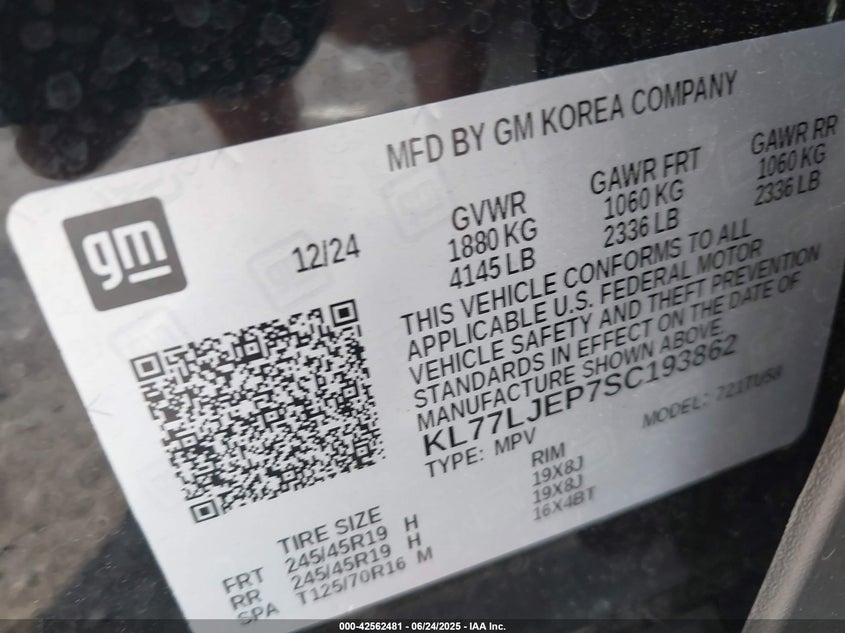 MFD BY GM KOREA COMPANY
gm
12/24
GVWR
1880 KG
4145 LB
GAWR FRT
1060 KG
2336 LB
GAWR RR
1060 KG
2336 LB
THIS VEHICLE CONFORMS TO ALL
APPLICABLE U.S. FEDERAL MOTOR
VEHICLE SAFETY AND THEFT PREVENTION
STANDARDS IN EFFECT ON THE DATE OF
MANUFACTURE SHOWN ABOVE.
KL77LJEP7SC193862
TYPE: MPV
MODEL: 721TU58
TIRE SIZE
RIM
FRT 245/45R19 H 19X8J
RR 245/45R19 H 19X8J
SPA T125/70R16 M 16X4BT
000-42562481 - 06/24/2025 - IAA Inc.